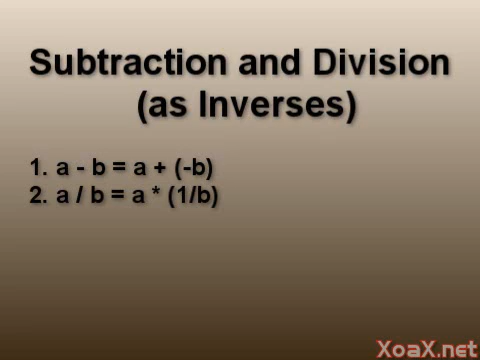 Subtraction and Division
(as Inverses)
1. a - b = a + (-b)
2. a / b = a * (1/b)
XoaX.net